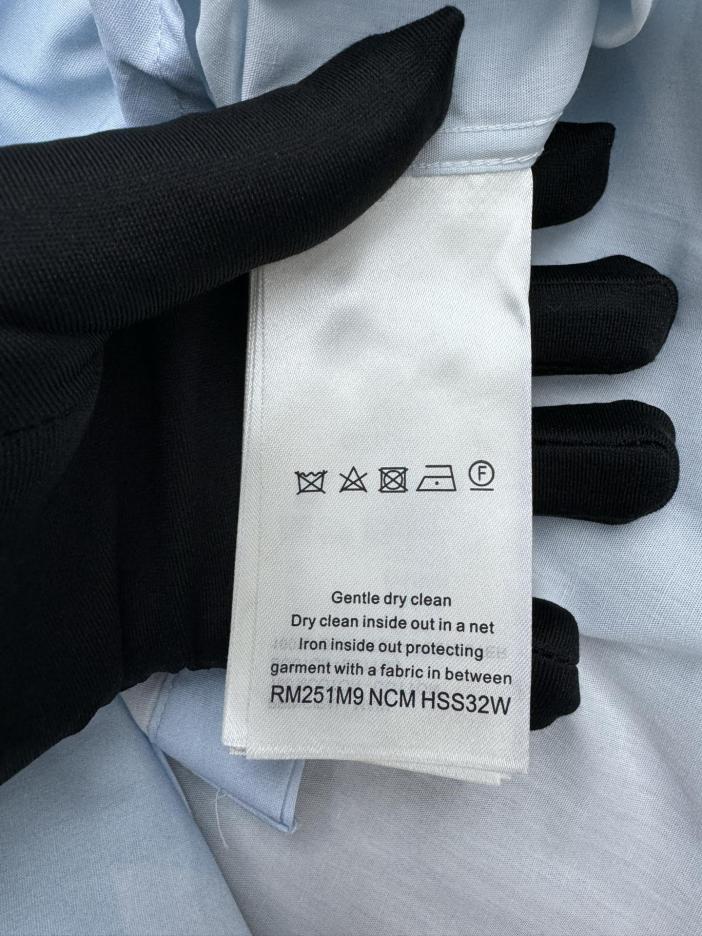 F
Gentle dry clean
Dry clean inside out in a net
Iron inside out protecting
garment with a fabric in between
RM251M9 NCM HSS32W